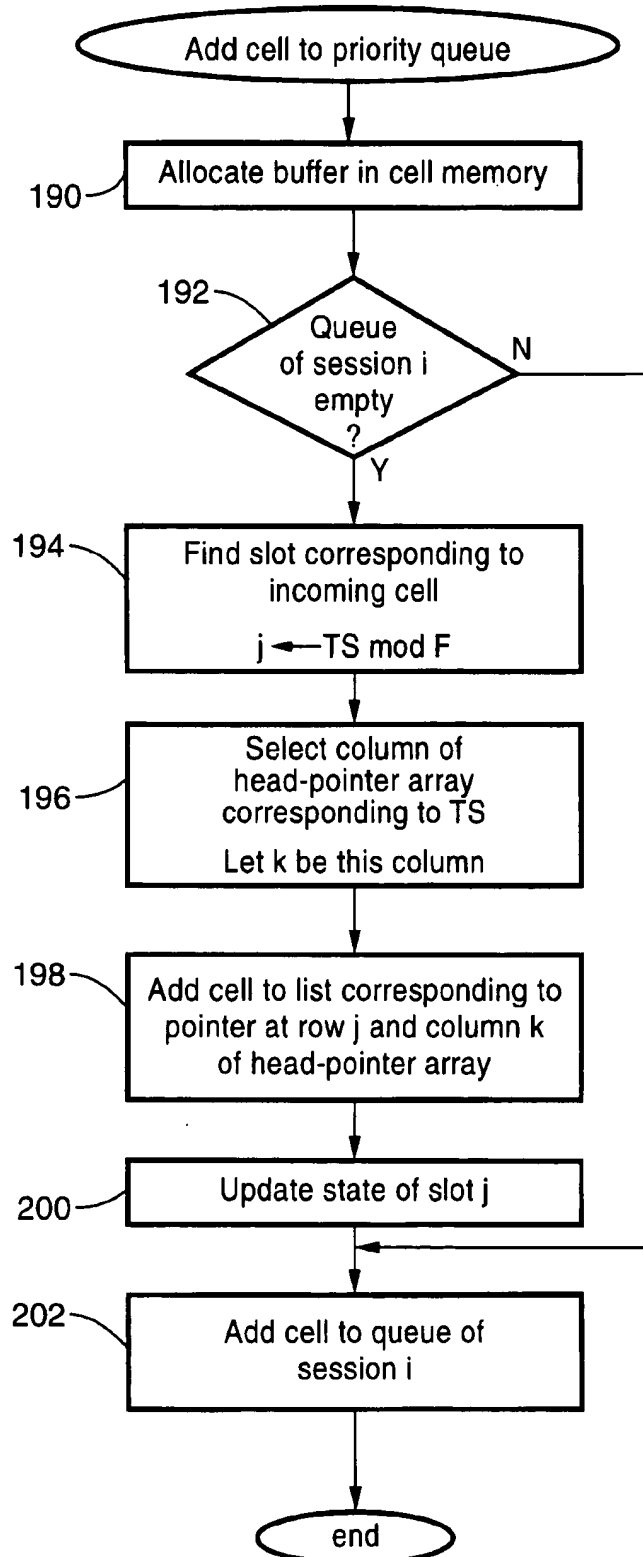 Add cell to priority queue
Allocate buffer in cell memory
190
192
Queue
of session i
empty
?
N
Y
194
Find slot corresponding to
incoming cell
j ← TS mod F
196
Select column of
head-pointer array
corresponding to TS
Let k be this column
198
Add cell to list corresponding to
pointer at row j and column k
of head-pointer array
200
Update state of slot j
202
Add cell to queue of
session i
end